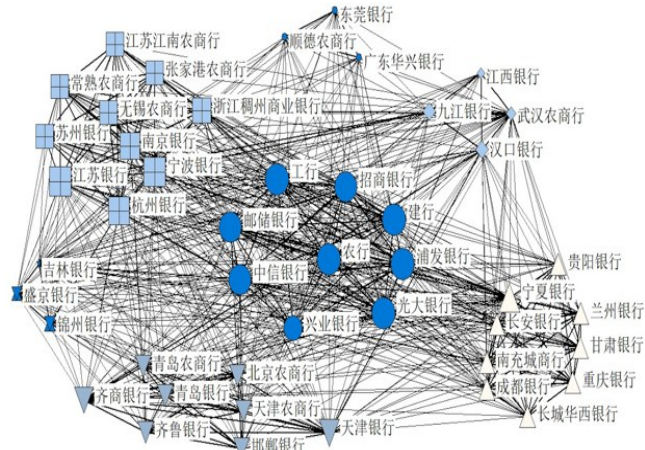 东莞银行
江苏江南农商行
顺德农商行
张家港农商行
广东华兴银行
常熟农商行
江西银行
无锡农商行
浙江稠州商业银行
九江银行
武汉农商行
苏州银行
南京银行
汉口银行
宁波银行
江苏银行
工行
招商银行
杭州银行
邮储银行
建行
农行
浦发银行
贵阳银行
吉林银行
中信银行
宁夏银行
盛京银行
光大银行
兰州银行
锦州银行
兴业银行
长安银行
甘肃银行
青岛农商行
南充城商行
北京农商行
重庆银行
齐商银行
青岛银行
成都银行
天津农商行
长城华西银行
齐鲁银行
天津银行
邯郸银行